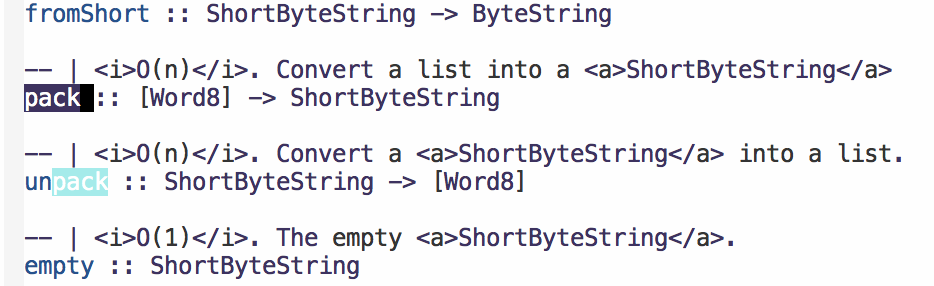 fromShort :: ShortByteString -> ByteString
-- | <i>O(n)</i>. Convert a list into a <a>ShortByteString</a>
pack :: [Word8] -> ShortByteString
-- | <i>O(n)</i>. Convert a <a>ShortByteString</a> into a list.
unpack :: ShortByteString -> [Word8]
-- | <i>O(1)</i>. The empty <a>ShortByteString</a>.
empty :: ShortByteString